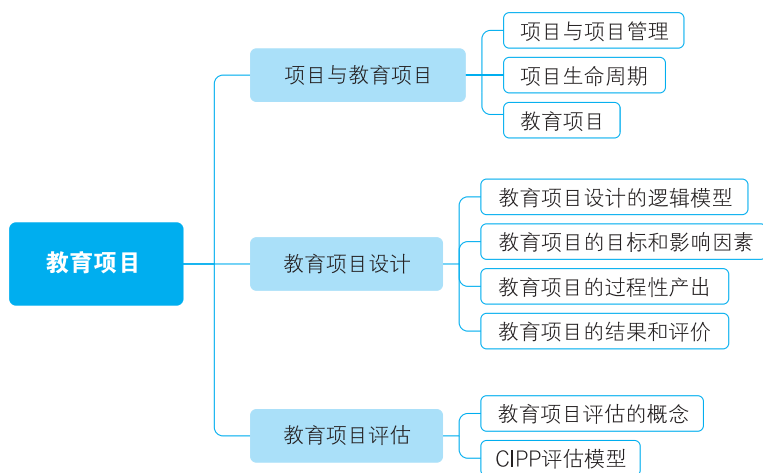 教育项目
项目与教育项目
项目与项目管理
项目生命周期
教育项目
教育项目设计
教育项目设计的逻辑模型
教育项目的目标和影响因素
教育项目的过程性产出
教育项目的结果和评价
教育项目评估
教育项目评估的概念
CIPP评估模型